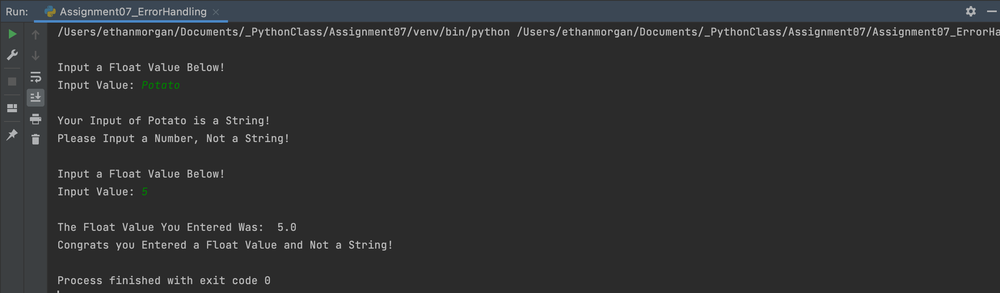 Run: Assignment07_ErrorHandling
/Users/ethanmorgan/Documents/_PythonClass/Assignment07/venv/bin/python /Users/ethanmorgan/Documents/_PythonClass/Assignment07/Assignment07_ErrorHa
Input a Float Value Below!
Input Value: Potato
Your Input of Potato is a String!
Please Input a Number, Not a String!
Input a Float Value Below!
Input Value: 5
The Float Value You Entered Was:  5.0
Congrats you Entered a Float Value and Not a String!
Process finished with exit code 0